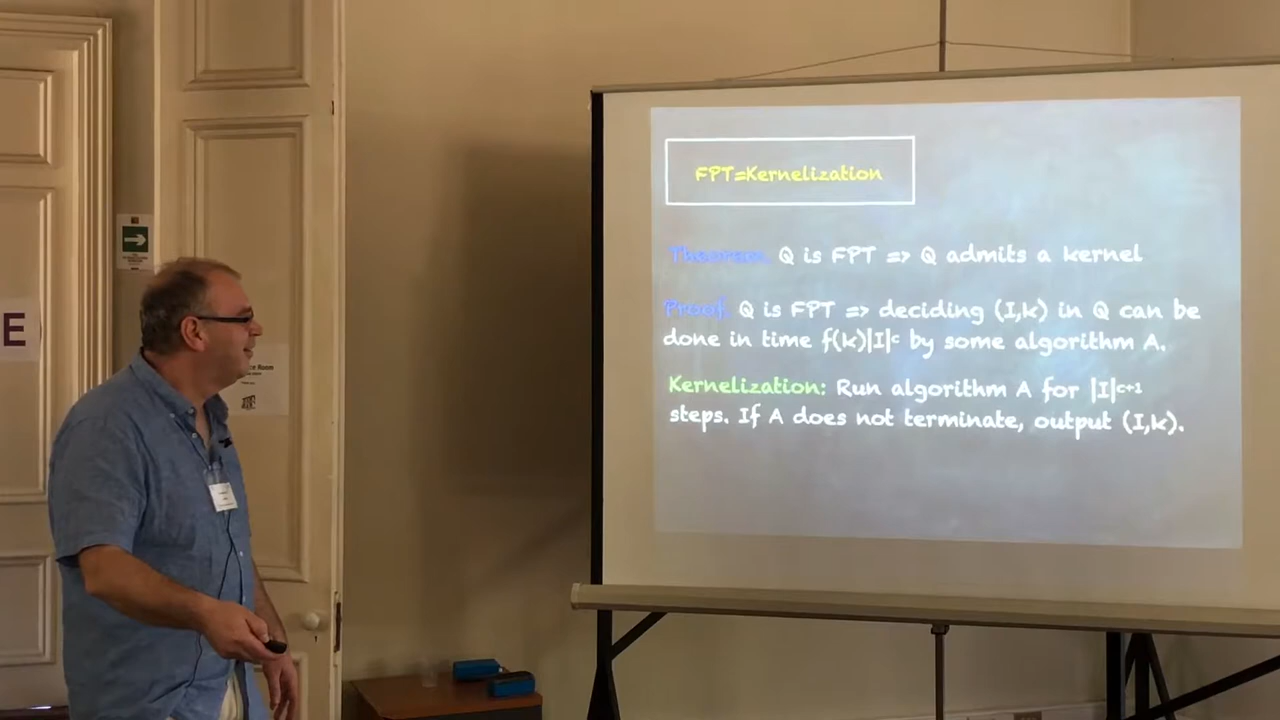 FPT=Kernelization
Theorem. Q is FPT => Q admits a kernel
Proof. Q is FPT => deciding (I,k) in Q can be
done in time f(k)|I|ᶜ by some algorithm A.
Kernelization: Run algorithm A for |I|ᶜ⁺¹
steps. If A does not terminate, output (I,k).
E
Room